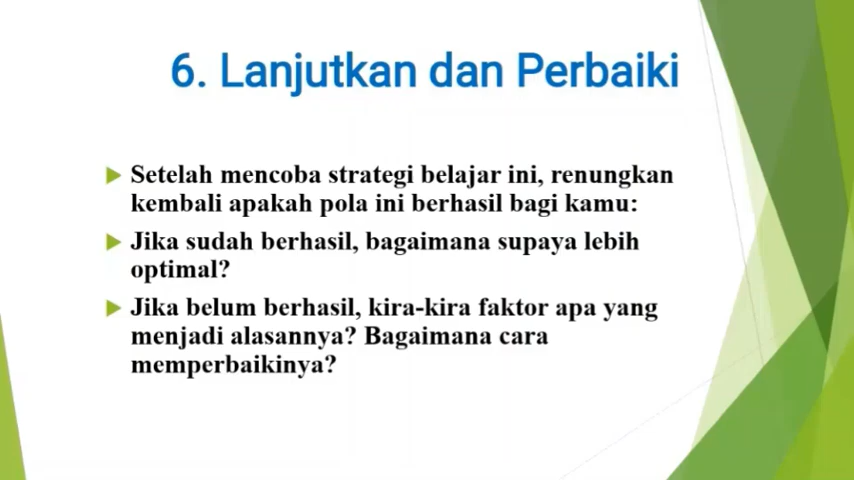 6. Lanjutkan dan Perbaiki
Setelah mencoba strategi belajar ini, renungkan
kembali apakah pola ini berhasil bagi kamu:
Jika sudah berhasil, bagaimana supaya lebih
optimal?
Jika belum berhasil, kira-kira faktor apa yang
menjadi alasannya? Bagaimana cara
memperbaikinya?